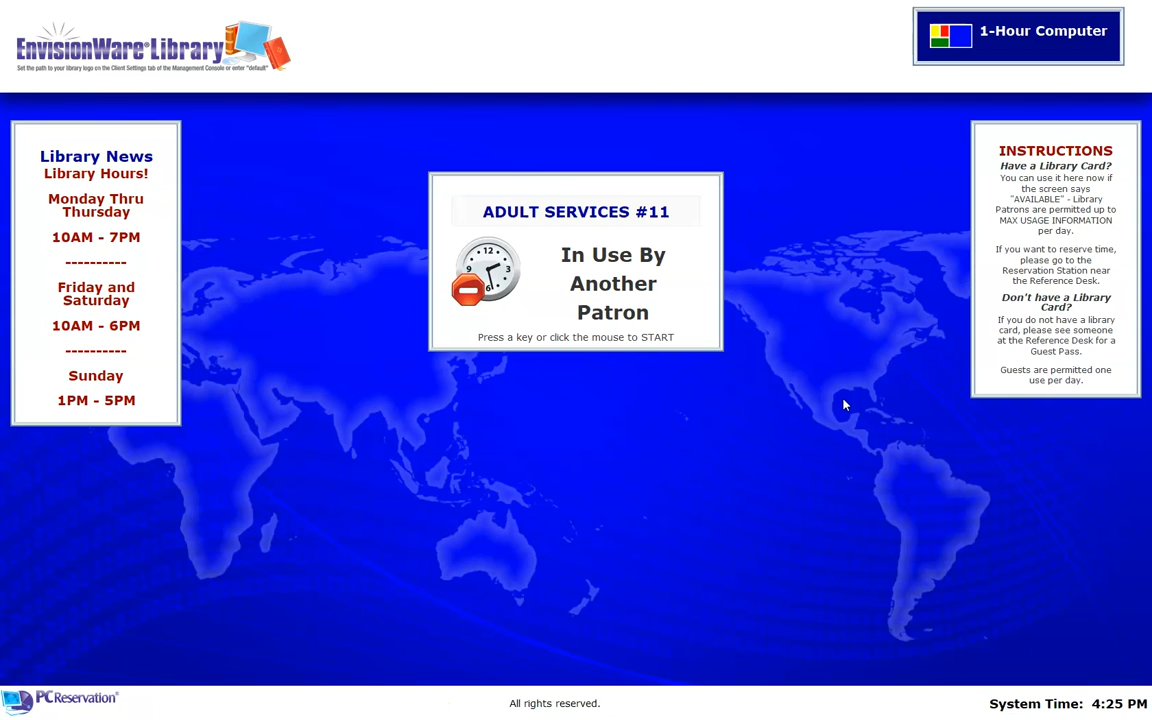 EnvisionWare® Library
Set the path to your library logo on the Client Settings tab of the Management Console or enter "default"
1-Hour Computer
Library News
Library Hours!
Monday Thru
Thursday
10AM - 7PM
----------
Friday and
Saturday
10AM - 6PM
----------
Sunday
1PM - 5PM
ADULT SERVICES #11
12
9
3
6
In Use By
Another
Patron
Press a key or click the mouse to START
INSTRUCTIONS
Have a Library Card?
You can use it here now if
the screen says
"AVAILABLE" - Library
Patrons are permitted up to
MAX USAGE INFORMATION
per day.
If you want to reserve time,
please go to the
Reservation Station near
the Reference Desk.
Don't have a Library
Card?
If you do not have a library
card, please see someone
at the Reference Desk for a
Guest Pass.
Guests are permitted one
use per day.
PCReservation®
All rights reserved.
System Time: 4:25 PM